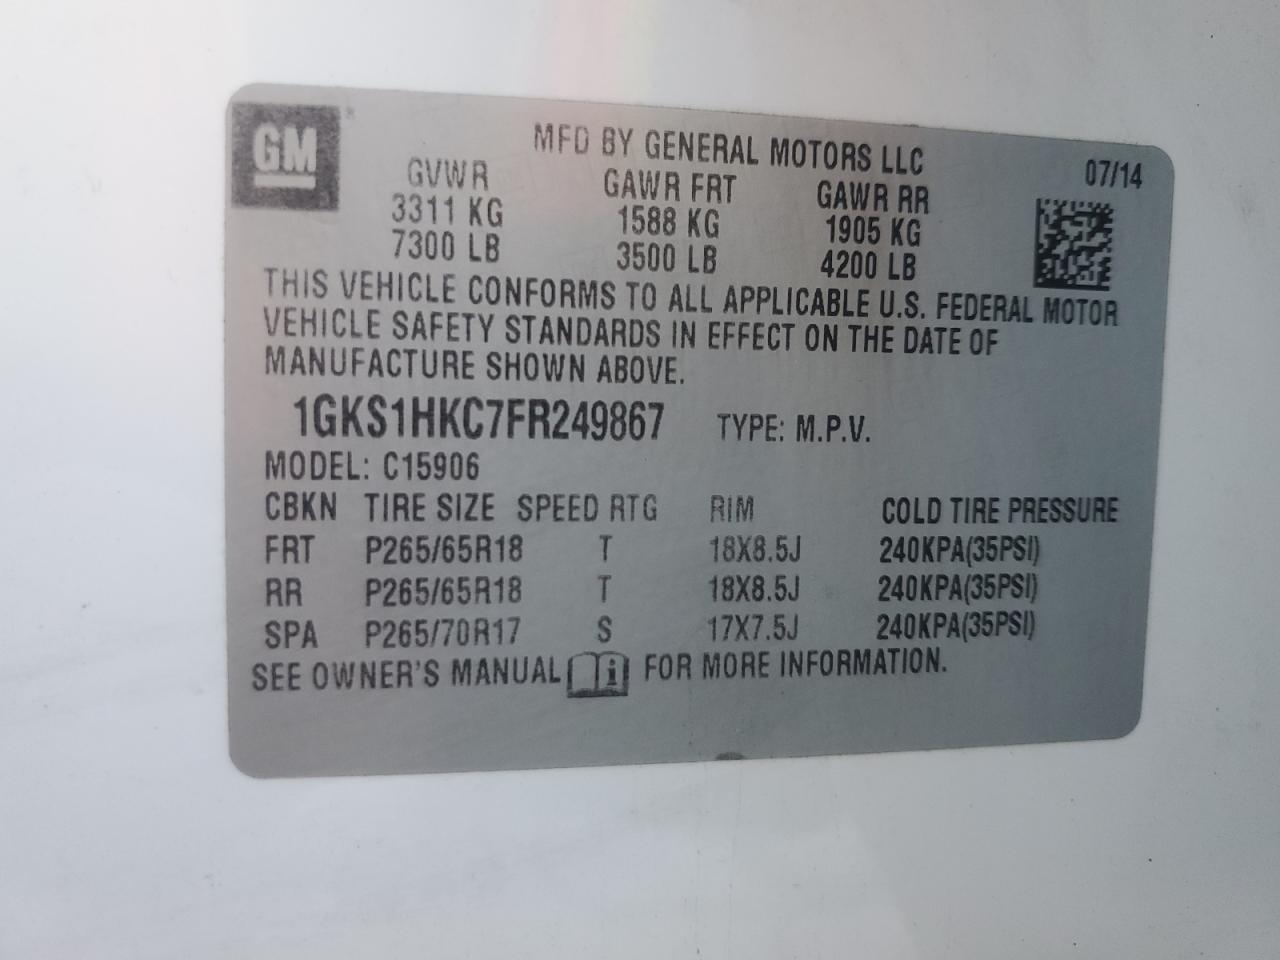 GM
MFD BY GENERAL MOTORS LLC
07/14
GVWR GAWR FRT GAWR RR
3311 KG 1588 KG 1905 KG
7300 LB 3500 LB 4200 LB
THIS VEHICLE CONFORMS TO ALL APPLICABLE U.S. FEDERAL MOTOR
VEHICLE SAFETY STANDARDS IN EFFECT ON THE DATE OF
MANUFACTURE SHOWN ABOVE.
1GKS1HKC7FR249867 TYPE: M.P.V.
MODEL: C15906
CBKN TIRE SIZE SPEED RTG RIM COLD TIRE PRESSURE
FRT P265/65R18 T 18X8.5J 240KPA(35PSI)
RR P265/65R18 T 18X8.5J 240KPA(35PSI)
SPA P265/70R17 S 17X7.5J 240KPA(35PSI)
SEE OWNER'S MANUAL i FOR MORE INFORMATION.